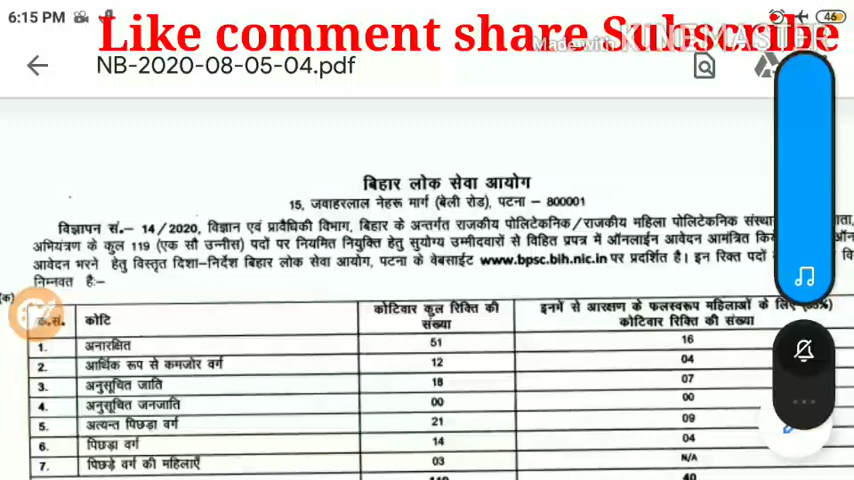 6:15 PM
46
Like comment share Subscribe
Made with KINEMASTER
NB-2020-08-05-04.pdf
बिहार लोक सेवा आयोग
15, जवाहरलाल नेहरू मार्ग (बेली रोड), पटना – 800001
विज्ञापन सं.– 14/2020, विज्ञान एवं प्रावैधिकी विभाग, बिहार के अन्तर्गत राजकीय पोलिटेकनिक/राजकीय महिला पोलिटेकनिक
अभियंत्रण के कुल 119 (एक सौ उन्नीस) पदों पर नियमित नियुक्ति हेतु सुयोग्य उम्मीदवारों से विहित प्रपत्र में ऑनलाईन आवेदन आमंत्रित
आवेदन भरने हेतु विस्तृत दिशा–निर्देश बिहार लोक सेवा आयोग, पटना के वेबसाईट www.bpsc.bih.nic.in पर प्रदर्शित है। इन रिक्त पदों
निम्नवत है:–
(क)
क.सं. कोटि कोटिवार कुल रिक्ति की संख्या इनमें से आरक्षण के फलस्वरूप महिलाओं के लिए कोटिवार रिक्ति की संख्या
1. अनारक्षित 51 16
2. आर्थिक रूप से कमजोर वर्ग 12 04
3. अनुसूचित जाति 18 07
4. अनुसूचित जनजाति 00 00
5. अत्यन्त पिछड़ा वर्ग 21 09
6. पिछड़ा वर्ग 14 04
7. पिछड़े वर्ग की महिलाएँ 03 N/A